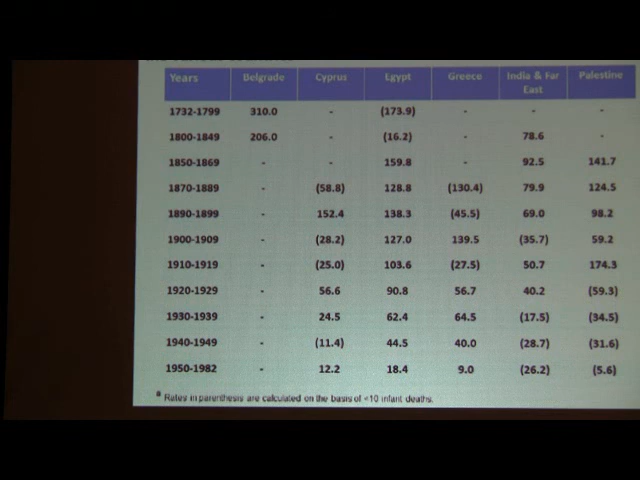 Years Belgrade Cyprus Egypt Greece India & Far East Palestine
1732-1799 310.0 - (173.9) - - -
1800-1849 206.0 - (16.2) - 78.6 -
1850-1869 - - 159.8 - 92.5 141.7
1870-1889 - (58.8) 128.8 (130.4) 79.9 124.5
1890-1899 - 152.4 138.3 (45.5) 69.0 98.2
1900-1909 - (28.2) 127.0 139.5 (35.7) 59.2
1910-1919 - (25.0) 103.6 (27.5) 50.7 174.3
1920-1929 - 56.6 90.8 56.7 40.2 (59.3)
1930-1939 - 24.5 62.4 64.5 (17.5) (34.5)
1940-1949 - (11.4) 44.5 40.0 (28.7) (31.6)
1950-1982 - 12.2 18.4 9.0 (26.2) (5.6)
a Rates in parenthesis are calculated on the basis of <10 infant deaths.